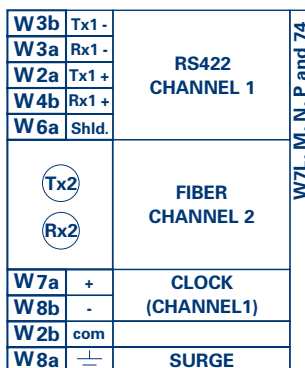 W3b Tx1 -
W3a Rx1 -
W2a Tx1 +
W4b Rx1 +
W6a Shld.
RS422
CHANNEL 1
Tx2
Rx2
FIBER
CHANNEL 2
W7a +
W8b -
CLOCK
(CHANNEL1)
W2b com
W8a
SURGE
W7L, M, N, P and 74